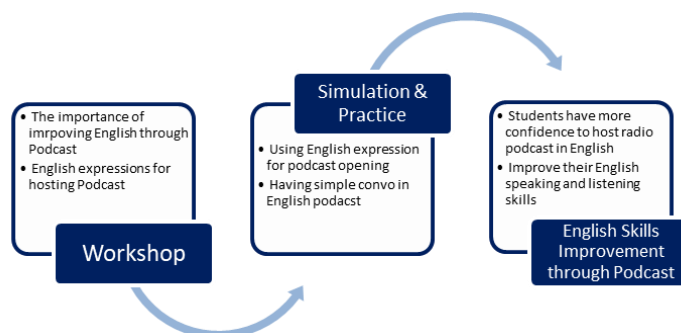 • The importance of
imrpoving English through
Podcast
• English expressions for
hosting Podcast
Workshop
Simulation &
Practice
• Using English expression
for podcast opening
• Having simple convo in
English podacst
• Students have more
confidence to host radio
podcast in English
• Improve their English
speaking and listening
skills
English Skills
Improvement
through Podcast